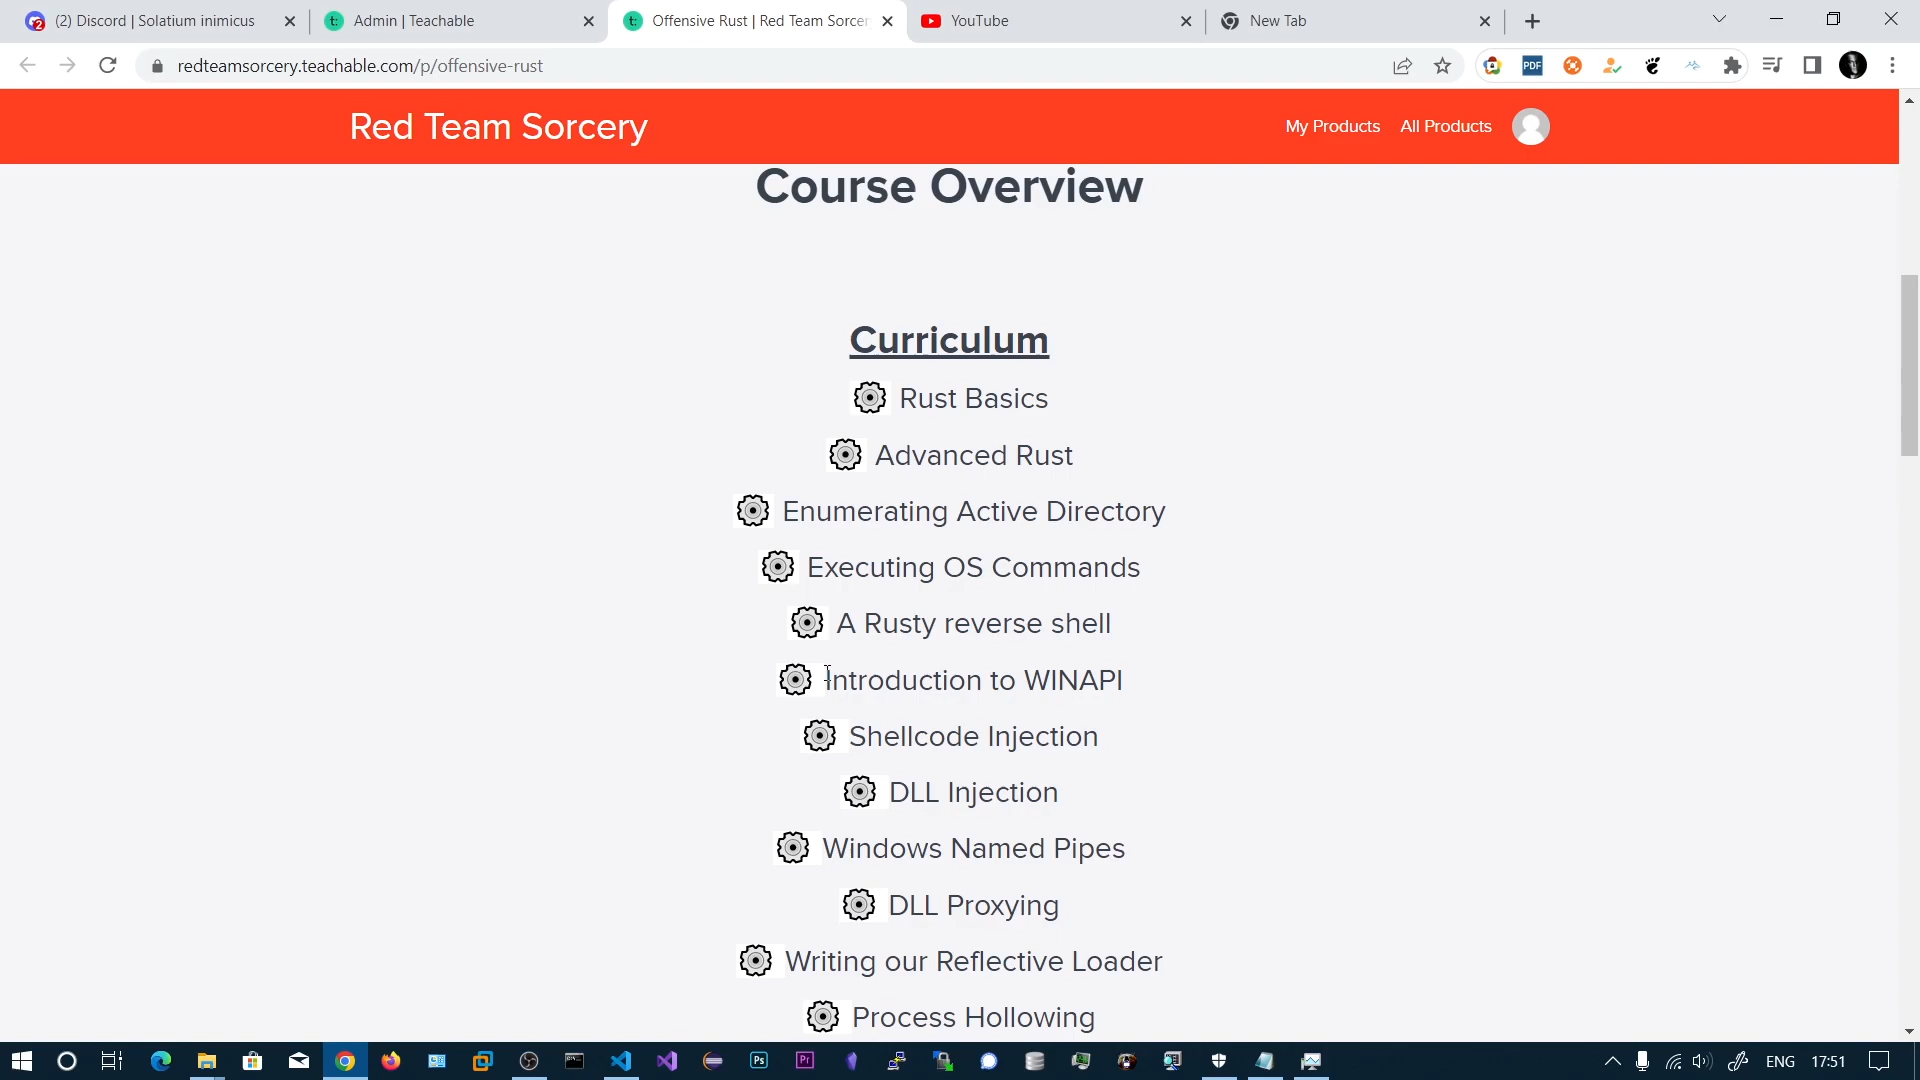 (2) Discord | Solatium inimicus
Admin | Teachable
Offensive Rust | Red Team Sorcer
YouTube
New Tab
redteamsorcery.teachable.com/p/offensive-rust
PDF
Red Team Sorcery
My Products
All Products
Course Overview
Curriculum
Rust Basics
Advanced Rust
Enumerating Active Directory
Executing OS Commands
A Rusty reverse shell
Introduction to WINAPI
Shellcode Injection
DLL Injection
Windows Named Pipes
DLL Proxying
Writing our Reflective Loader
Process Hollowing
Ps
Pr
ENG
17:51